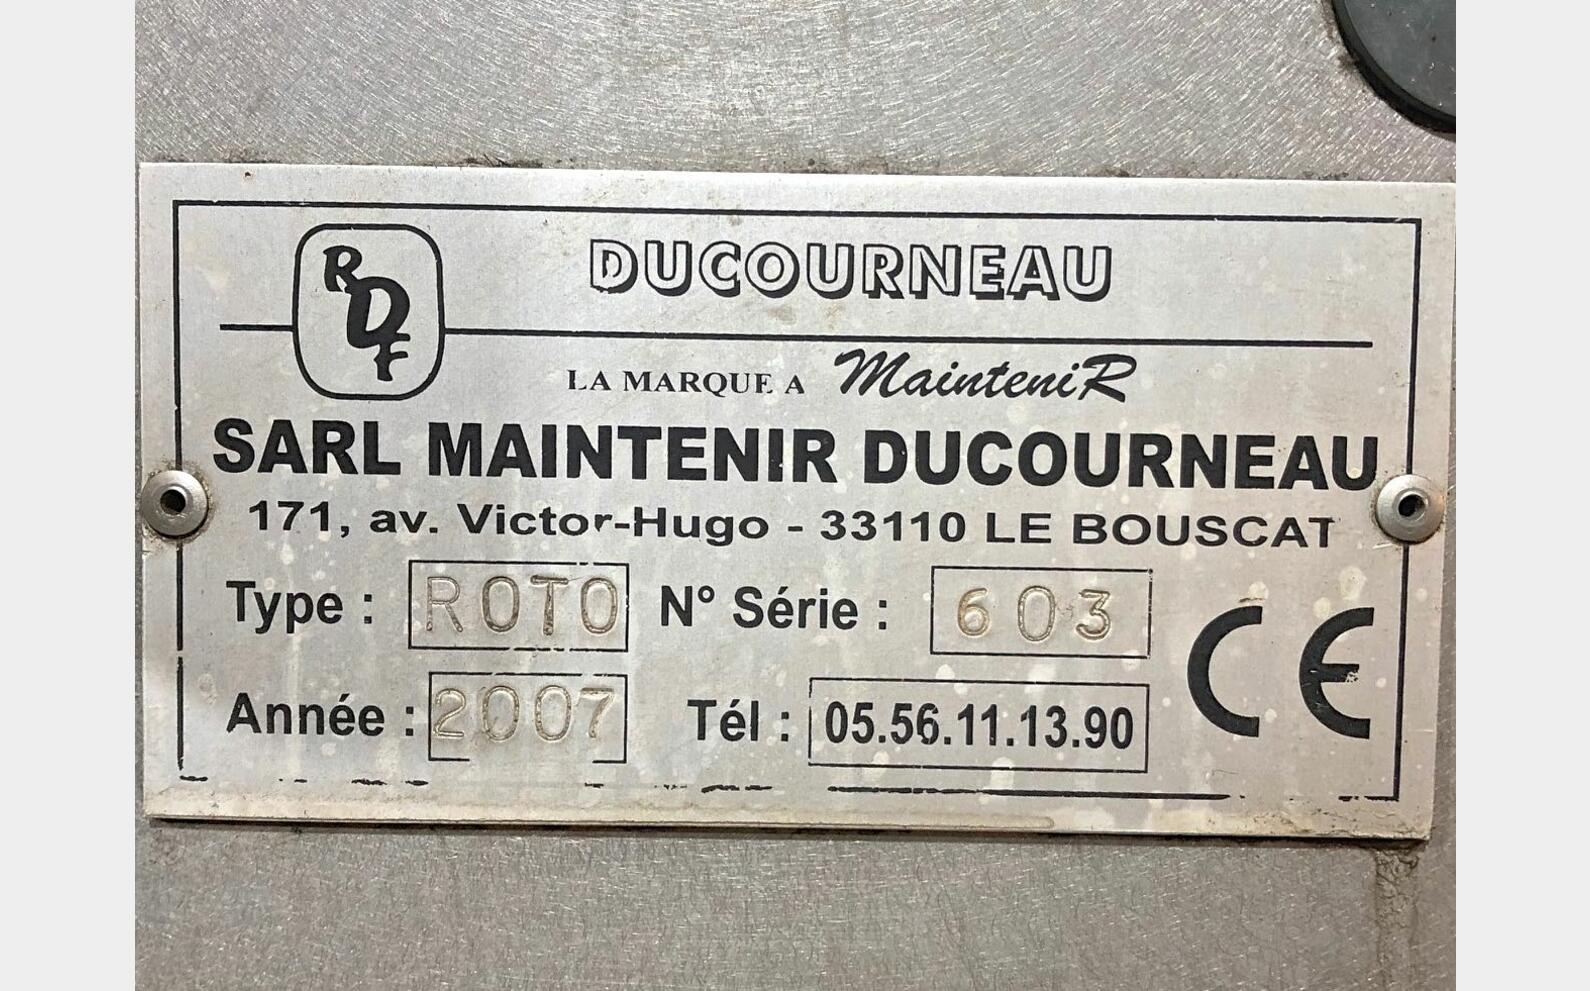 RDF
DUCOURNEAU
LA MARQUE A MainteniR
SARL MAINTENIR DUCOURNEAU
171, av. Victor-Hugo - 33110 LE BOUSCAT
Type : ROTO N° Série : 603
Année : 2007 Tél : 05.56.11.13.90
CE